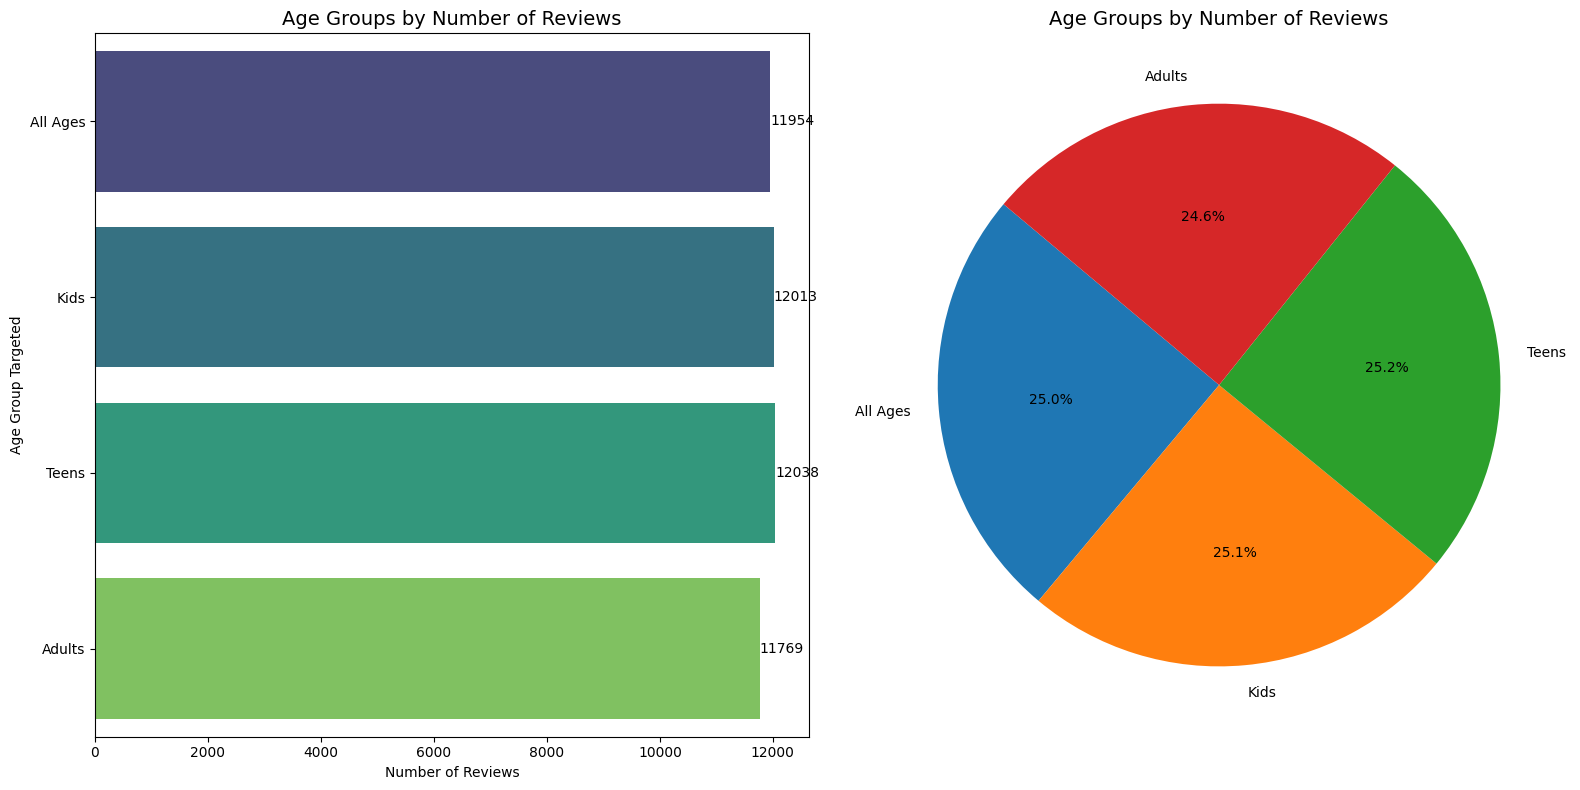 Age Groups by Number of Reviews
Age Group Targeted
All Ages
11954
Kids
12013
Teens
12038
Adults
11769
0 2000 4000 6000 8000 10000 12000
Number of Reviews
Age Groups by Number of Reviews
Adults
24.6%
Teens
25.2%
All Ages
25.0%
Kids
25.1%